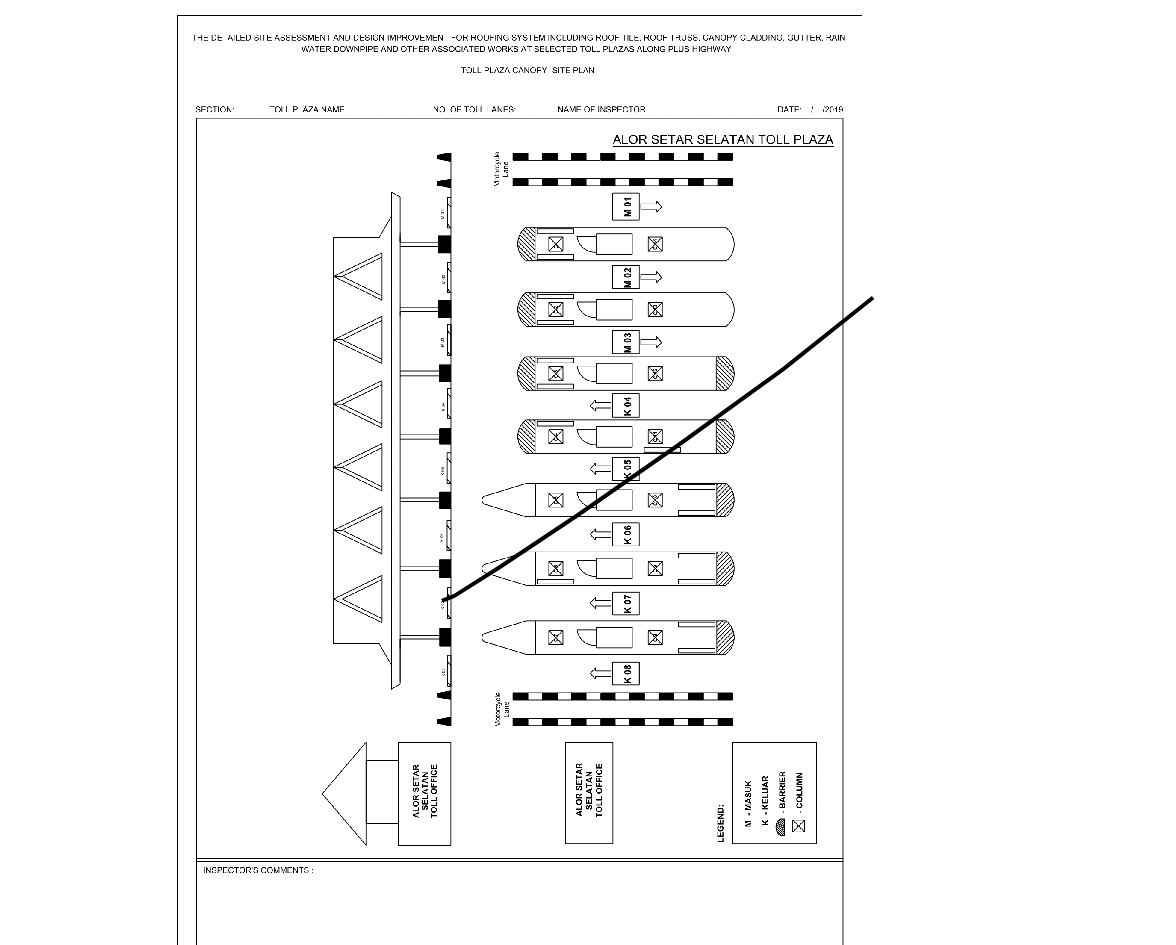 THE DETAILED SITE ASSESSMENT AND DESIGN IMPROVEMENT FOR ROOFING SYSTEM INCLUDING ROOF TILE, ROOF TRUSS, CANOPY CLADDING, GUTTER, RAIN
WATER DOWNPIPE AND OTHER ASSOCIATED WORKS AT SELECTED TOLL PLAZAS ALONG PLUS HIGHWAY
TOLL PLAZA CANOPY SITE PLAN
SECTION: TOLL PLAZA NAME NO. OF TOLL LANES: NAME OF INSPECTOR DATE: / /2019
ALOR SETAR SELATAN TOLL PLAZA
Motorcycle
Lane
M 01
M 02
M 03
K 04
K 05
K 06
K 07
K 08
Motorcycle
Lane
ALOR SETAR
SELATAN
TOLL OFFICE
ALOR SETAR
SELATAN
TOLL OFFICE
LEGEND:
M - MASUK
K - KELUAR
- BARRIER
- COLUMN
INSPECTOR'S COMMENTS :